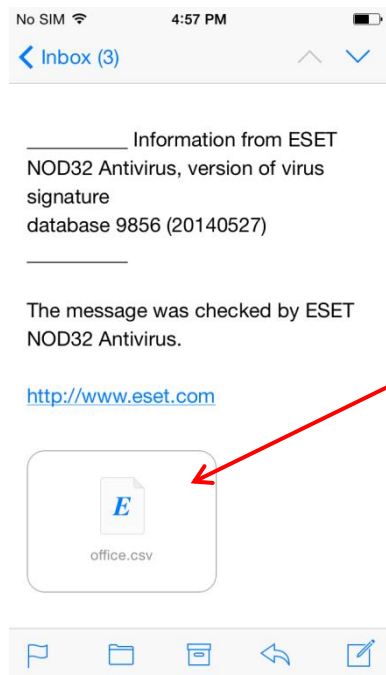 No SIM 4:57 PM
Inbox (3)
__________ Information from ESET
NOD32 Antivirus, version of virus
signature
database 9856 (20140527)
__________
The message was checked by ESET
NOD32 Antivirus.
http://www.eset.com
E
office.csv